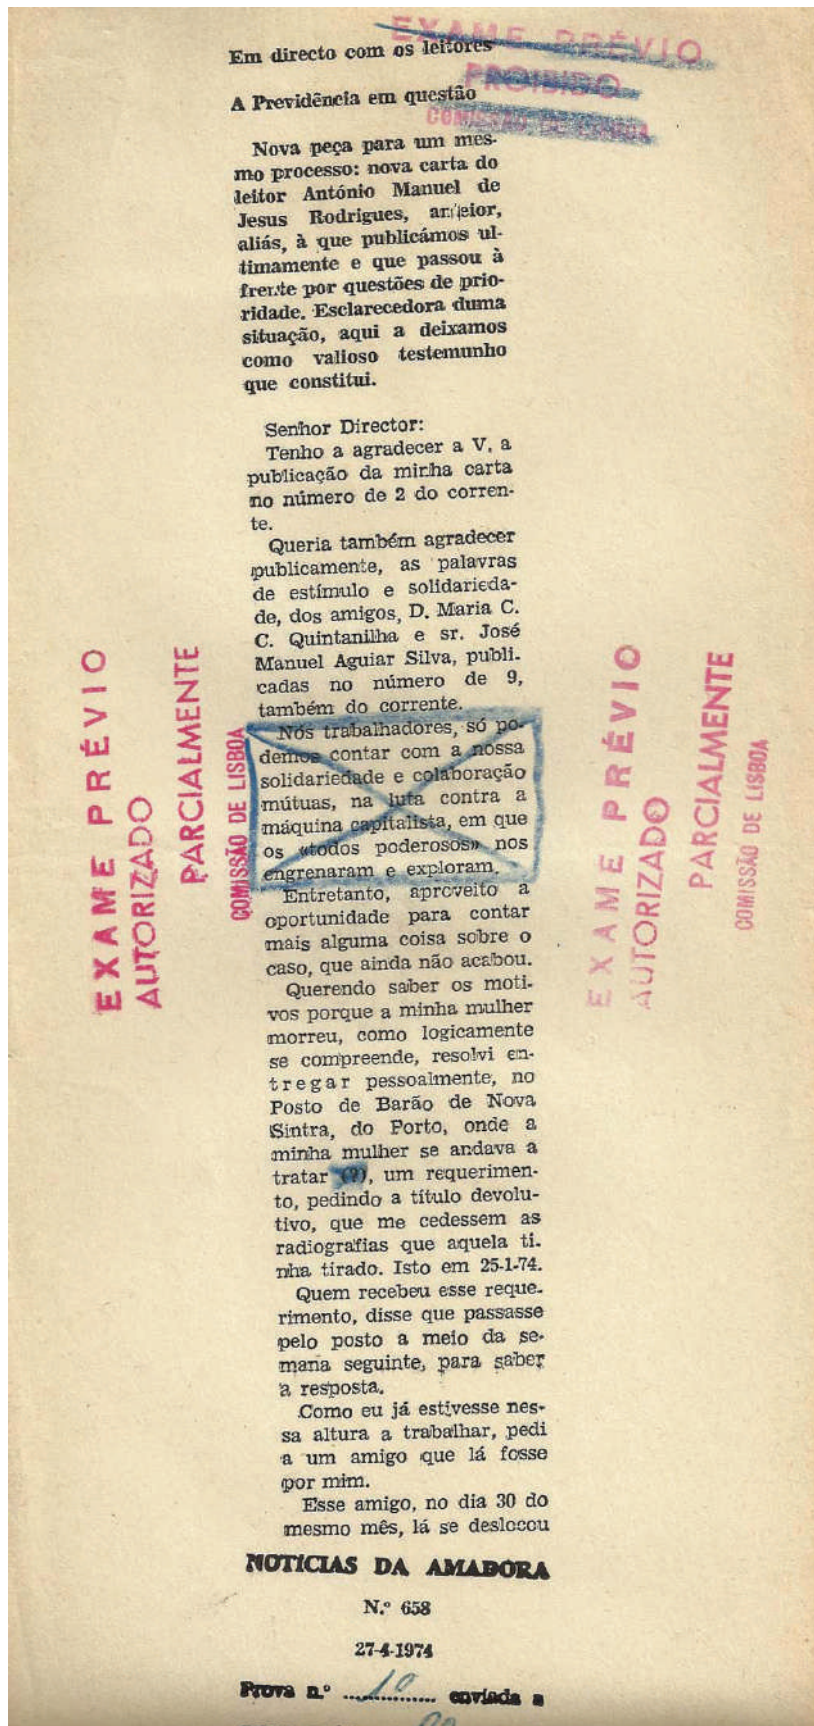 EXAME PRÉVIO
PROIBIDO
COMISSÃO DE LISBOA
Em directo com os leitores
A Previdência em questão
Nova peça para um mes-
mo processo: nova carta do
leitor António Manuel de
Jesus Rodrigues, anterior,
aliás, à que publicámos ul-
timamente e que passou à
frente por questões de prio-
ridade. Esclarecedora duma
situação, aqui a deixamos
como valioso testemunho
que constitui.
Senhor Director:
Tenho a agradecer a V, a
publicação da minha carta
no número de 2 do corren-
te.
Queria também agradecer
publicamente, as palavras
de estímulo e solidarieda-
de, dos amigos, D. Maria C.
C. Quintanilha e sr. José
Manuel Aguiar Silva, publi-
cadas no número de 9,
também do corrente.
Nós trabalhadores, só po-
demos contar com a nossa
solidariedade e colaboração
mútuas, na luta contra a
máquina capitalista, em que
os «todos poderosos» nos
engrenaram e exploram.
Entretanto, aproveito a
oportunidade para contar
mais alguma coisa sobre o
caso, que ainda não acabou.
Querendo saber os moti-
vos porque a minha mulher
morreu, como logicamente
se compreende, resolvi en-
tregar pessoalmente, no
Posto de Barão de Nova
Sintra, do Porto, onde a
minha mulher se andava a
tratar (?), um requerimen-
to, pedindo a título devolu-
tivo, que me cedessem as
radiografias que aquela ti-
nha tirado. Isto em 25-1-74.
Quem recebeu esse reque-
rimento, disse que passasse
pelo posto a meio da se-
mana seguinte, para saber
a resposta.
Como eu já estivesse nes-
sa altura a trabalhar, pedi
a um amigo que lá fosse
por mim.
Esse amigo, no dia 30 do
mesmo mês, lá se deslocou
EXAME PRÉVIO
AUTORIZADO
PARCIALMENTE
COMISSÃO DE LISBOA
EXAME PRÉVIO
AUTORIZADO
PARCIALMENTE
COMISSÃO DE LISBOA
NOTÍCIAS DA AMADORA
N.º 658
27-4-1974
Prova n.º 10 enviada a